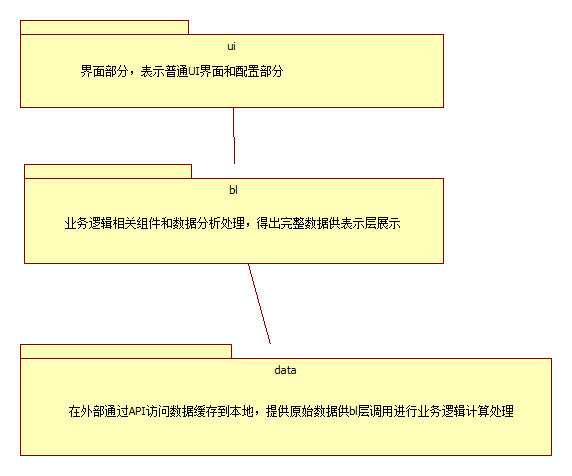 ui
界面部分，表示普通UI界面和配置部分
bl
业务逻辑相关组件和数据分析处理，得出完整数据供表示层展示
data
在外部通过API访问数据缓存到本地，提供原始数据供bl层调用进行业务逻辑计算处理